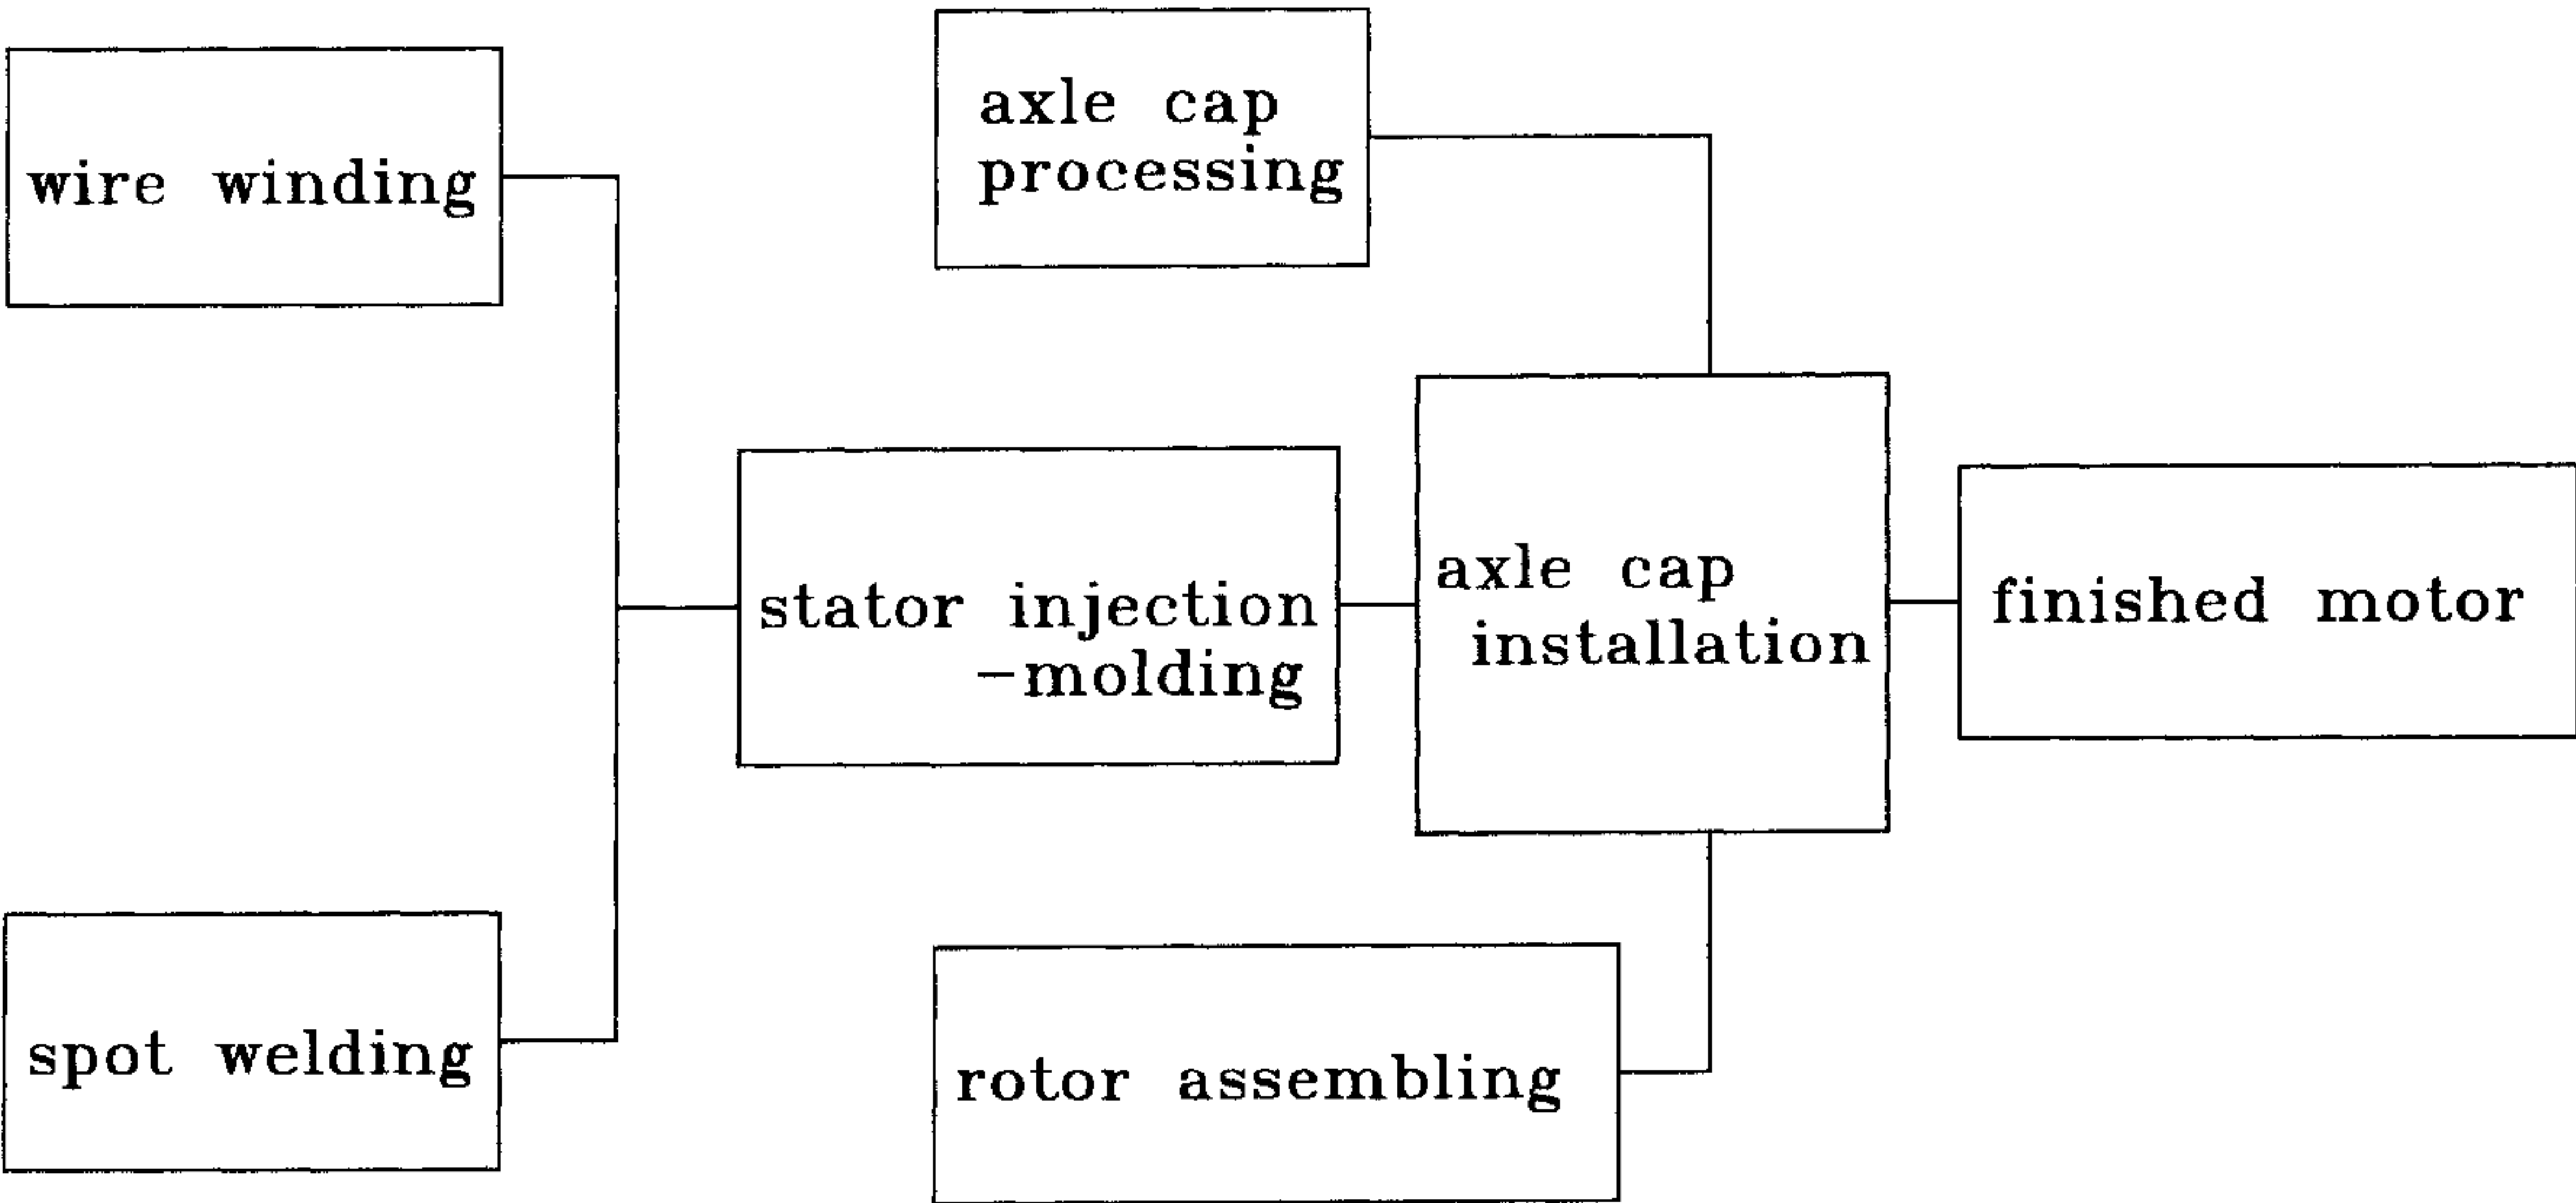 wire winding
axle cap
processing
stator injection
-molding
axle cap
installation
finished motor
spot welding
rotor assembling